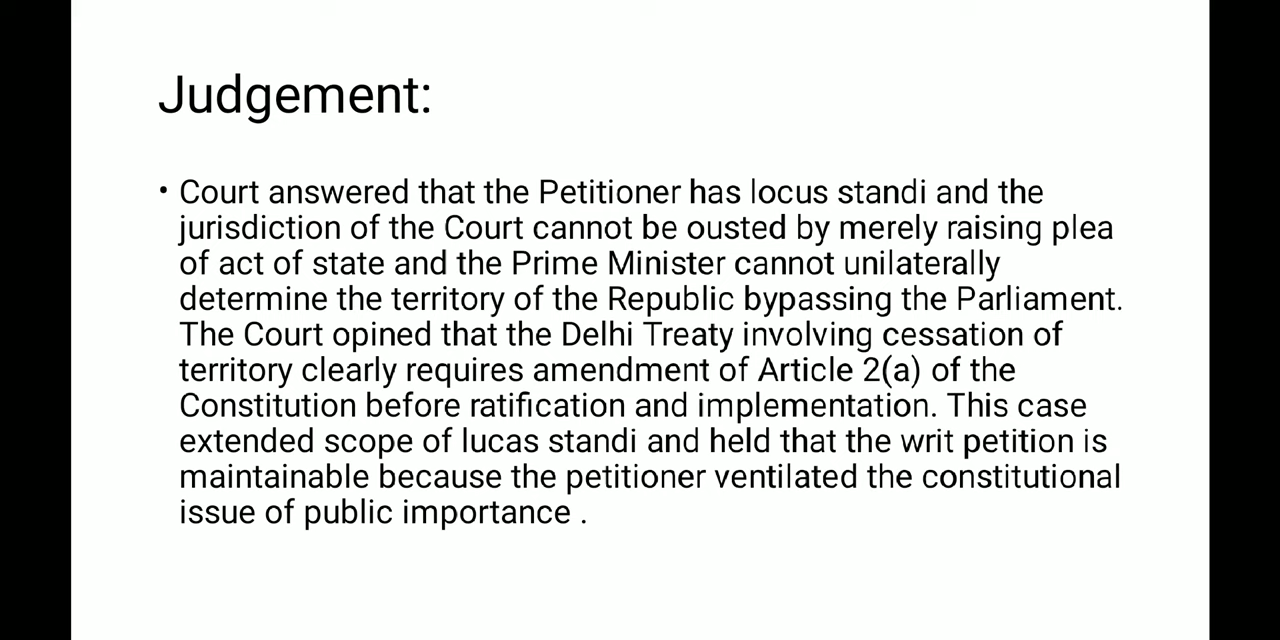 Judgement:
• Court answered that the Petitioner has locus standi and the
jurisdiction of the Court cannot be ousted by merely raising plea
of act of state and the Prime Minister cannot unilaterally
determine the territory of the Republic bypassing the Parliament.
The Court opined that the Delhi Treaty involving cessation of
territory clearly requires amendment of Article 2(a) of the
Constitution before ratification and implementation. This case
extended scope of lucas standi and held that the writ petition is
maintainable because the petitioner ventilated the constitutional
issue of public importance .